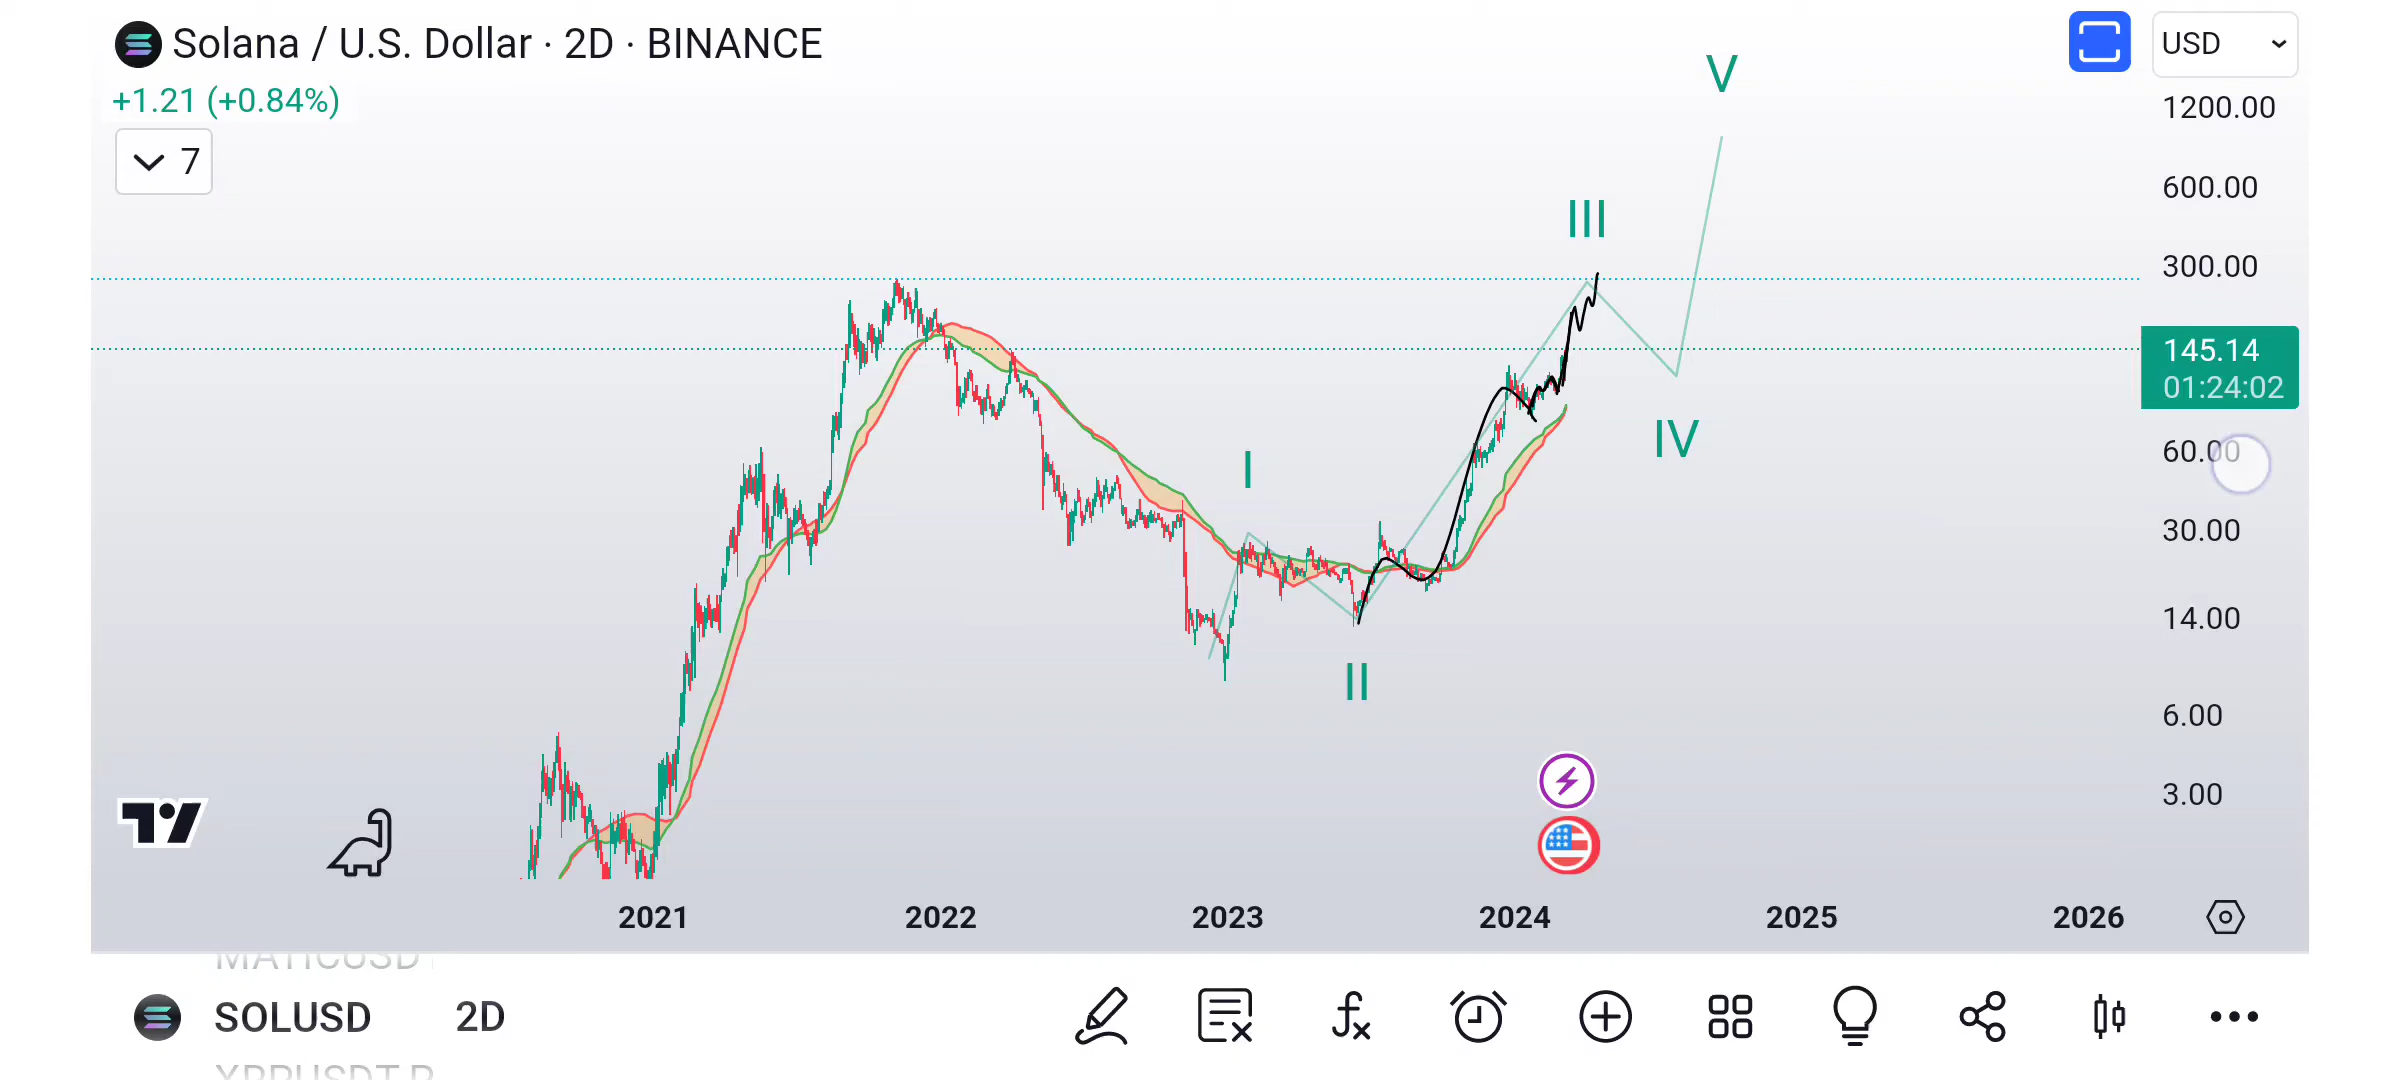 Solana / U.S. Dollar · 2D · BINANCE
USD
+1.21 (+0.84%)
7
V
III
I
IV
II
1200.00
600.00
300.00
145.14
01:24:02
60.00
30.00
14.00
6.00
3.00
2021 2022 2023 2024 2025 2026
MATICUSD
SOLUSD 2D